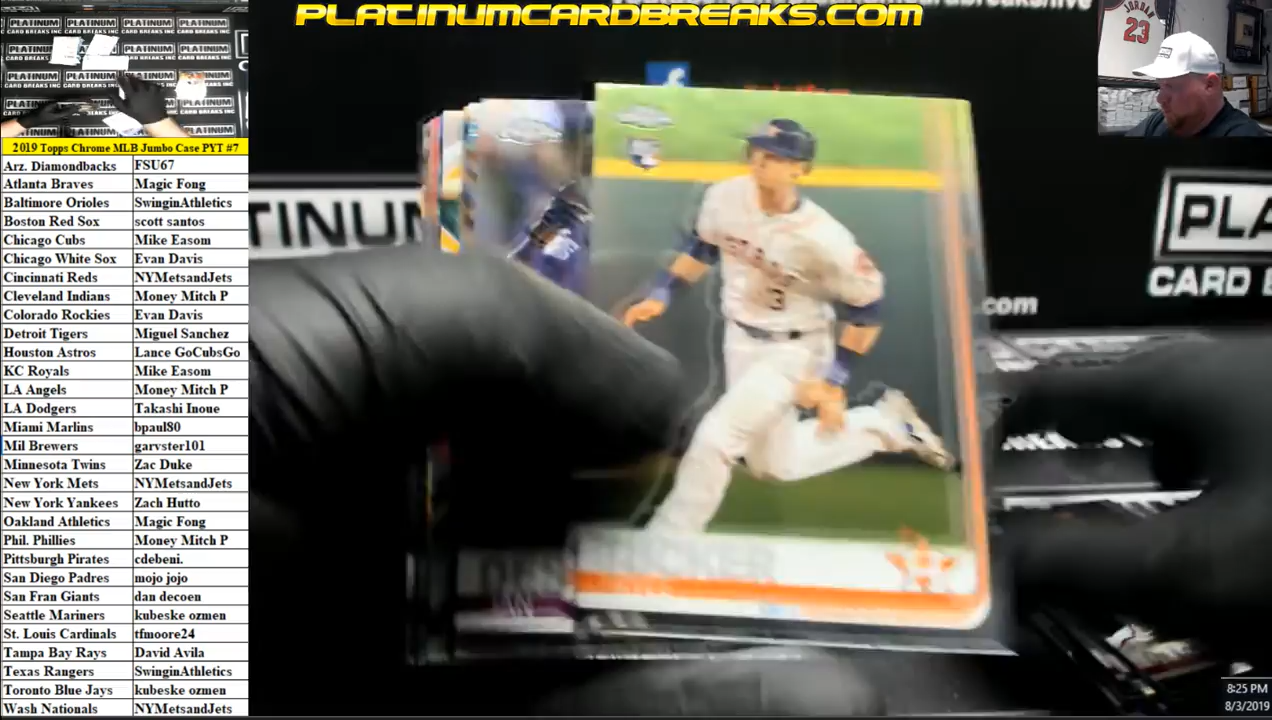 PLATINUMCARDBREAKS.COM
JORDAN
23
2019 Topps Chrome MLB Jumbo Case PYT #7
Arz. Diamondbacks FSU67
Atlanta Braves Magic Fong
Baltimore Orioles SwinginAthletics
Boston Red Sox scott santos
Chicago Cubs Mike Easom
Chicago White Sox Evan Davis
Cincinnati Reds NYMetsandJets
Cleveland Indians Money Mitch P
Colorado Rockies Evan Davis
Detroit Tigers Miguel Sanchez
Houston Astros Lance GoCubsGo
KC Royals Mike Easom
LA Angels Money Mitch P
LA Dodgers Takashi Inoue
Miami Marlins bpaul80
Mil Brewers garvster101
Minnesota Twins Zac Duke
New York Mets NYMetsandJets
New York Yankees Zach Hutto
Oakland Athletics Magic Fong
Phil. Phillies Money Mitch P
Pittsburgh Pirates cdebeni.
San Diego Padres mojo jojo
San Fran Giants dan decoen
Seattle Mariners kubeske ozmen
St. Louis Cardinals tfmoore24
Tampa Bay Rays David Avila
Texas Rangers SwinginAthletics
Toronto Blue Jays kubeske ozmen
Wash Nationals NYMetsandJets
TINUM
PLA
CARD B
.com
TUCKER
8:25 PM
8/3/2019